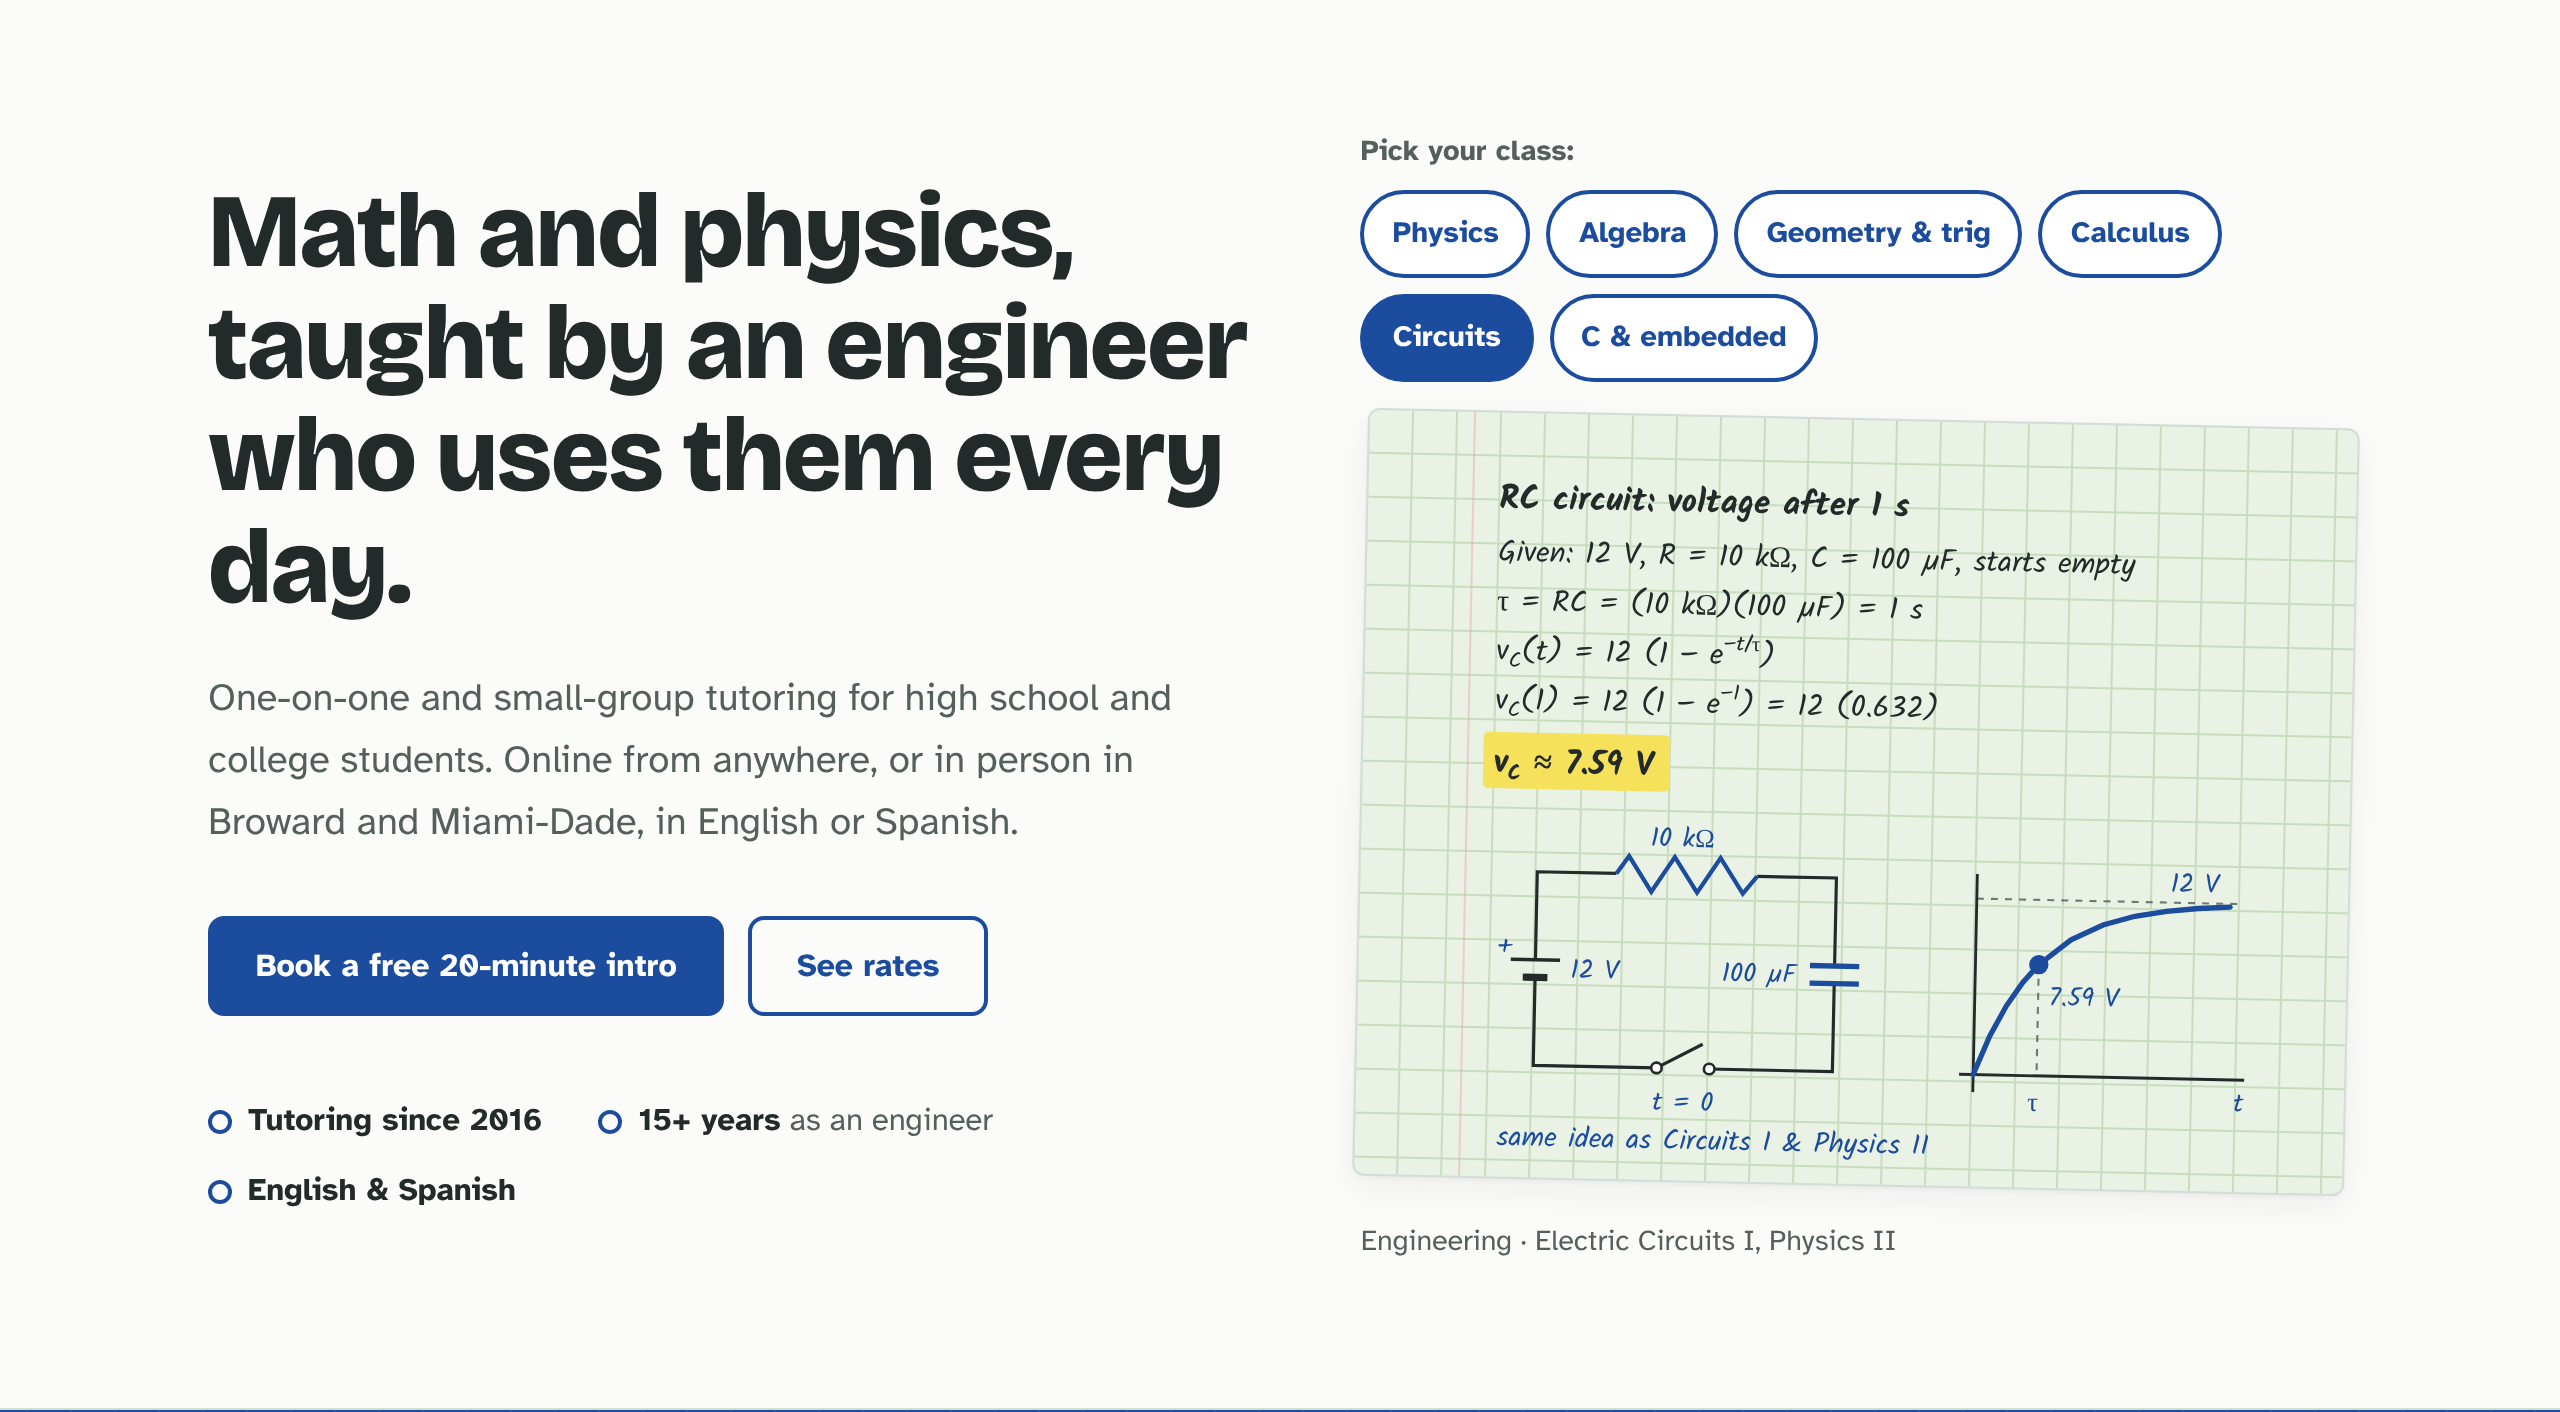 Math and physics,
taught by an engineer
who uses them every
day.
One-on-one and small-group tutoring for high school and
college students. Online from anywhere, or in person in
Broward and Miami-Dade, in English or Spanish.
Book a free 20-minute intro
See rates
Tutoring since 2016
15+ years as an engineer
English & Spanish
Pick your class:
Physics
Algebra
Geometry & trig
Calculus
Circuits
C & embedded
RC circuit: voltage after 1 s
Given: 12 V, R = 10 kΩ, C = 100 µF, starts empty
τ = RC = (10 kΩ)(100 µF) = 1 s
v_C(t) = 12 (1 − e^−t/τ)
v_C(1) = 12 (1 − e^−1) = 12 (0.632)
v_C ≈ 7.59 V
10 kΩ
+
12 V
100 µF
t = 0
12 V
7.59 V
τ
t
same idea as Circuits I & Physics II
Engineering · Electric Circuits I, Physics II